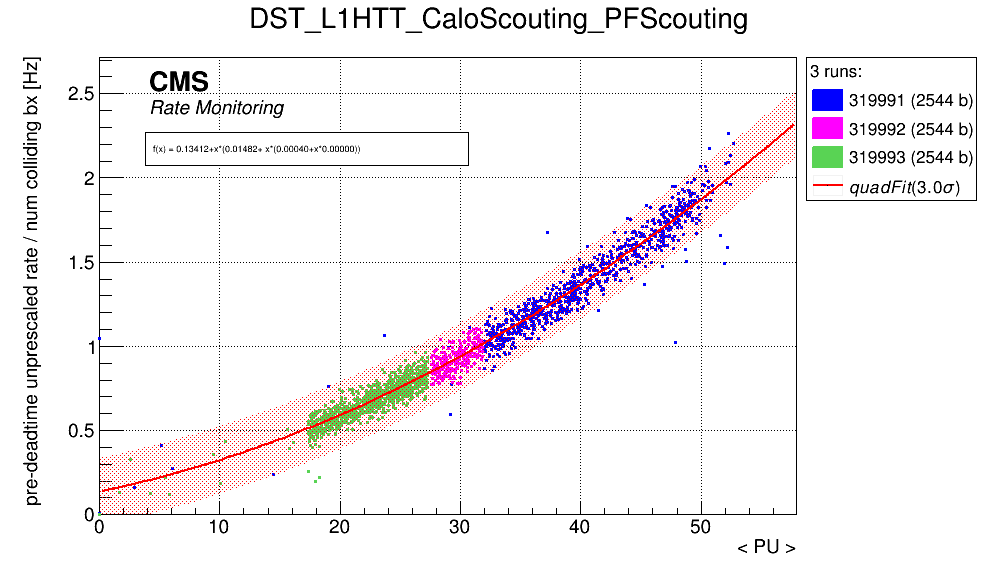 DST_L1HTT_CaloScouting_PFScouting
pre-deadtime unprescaled rate / num colliding bx [Hz]
CMS
Rate Monitoring
f(x) = 0.13412+x*(0.01482+ x*(0.00040+x*0.00000))
2.5
2
1.5
1
0.5
0
0 10 20 30 40 50
< PU >
3 runs:
319991 (2544 b)
319992 (2544 b)
319993 (2544 b)
quadFit(3.0σ)